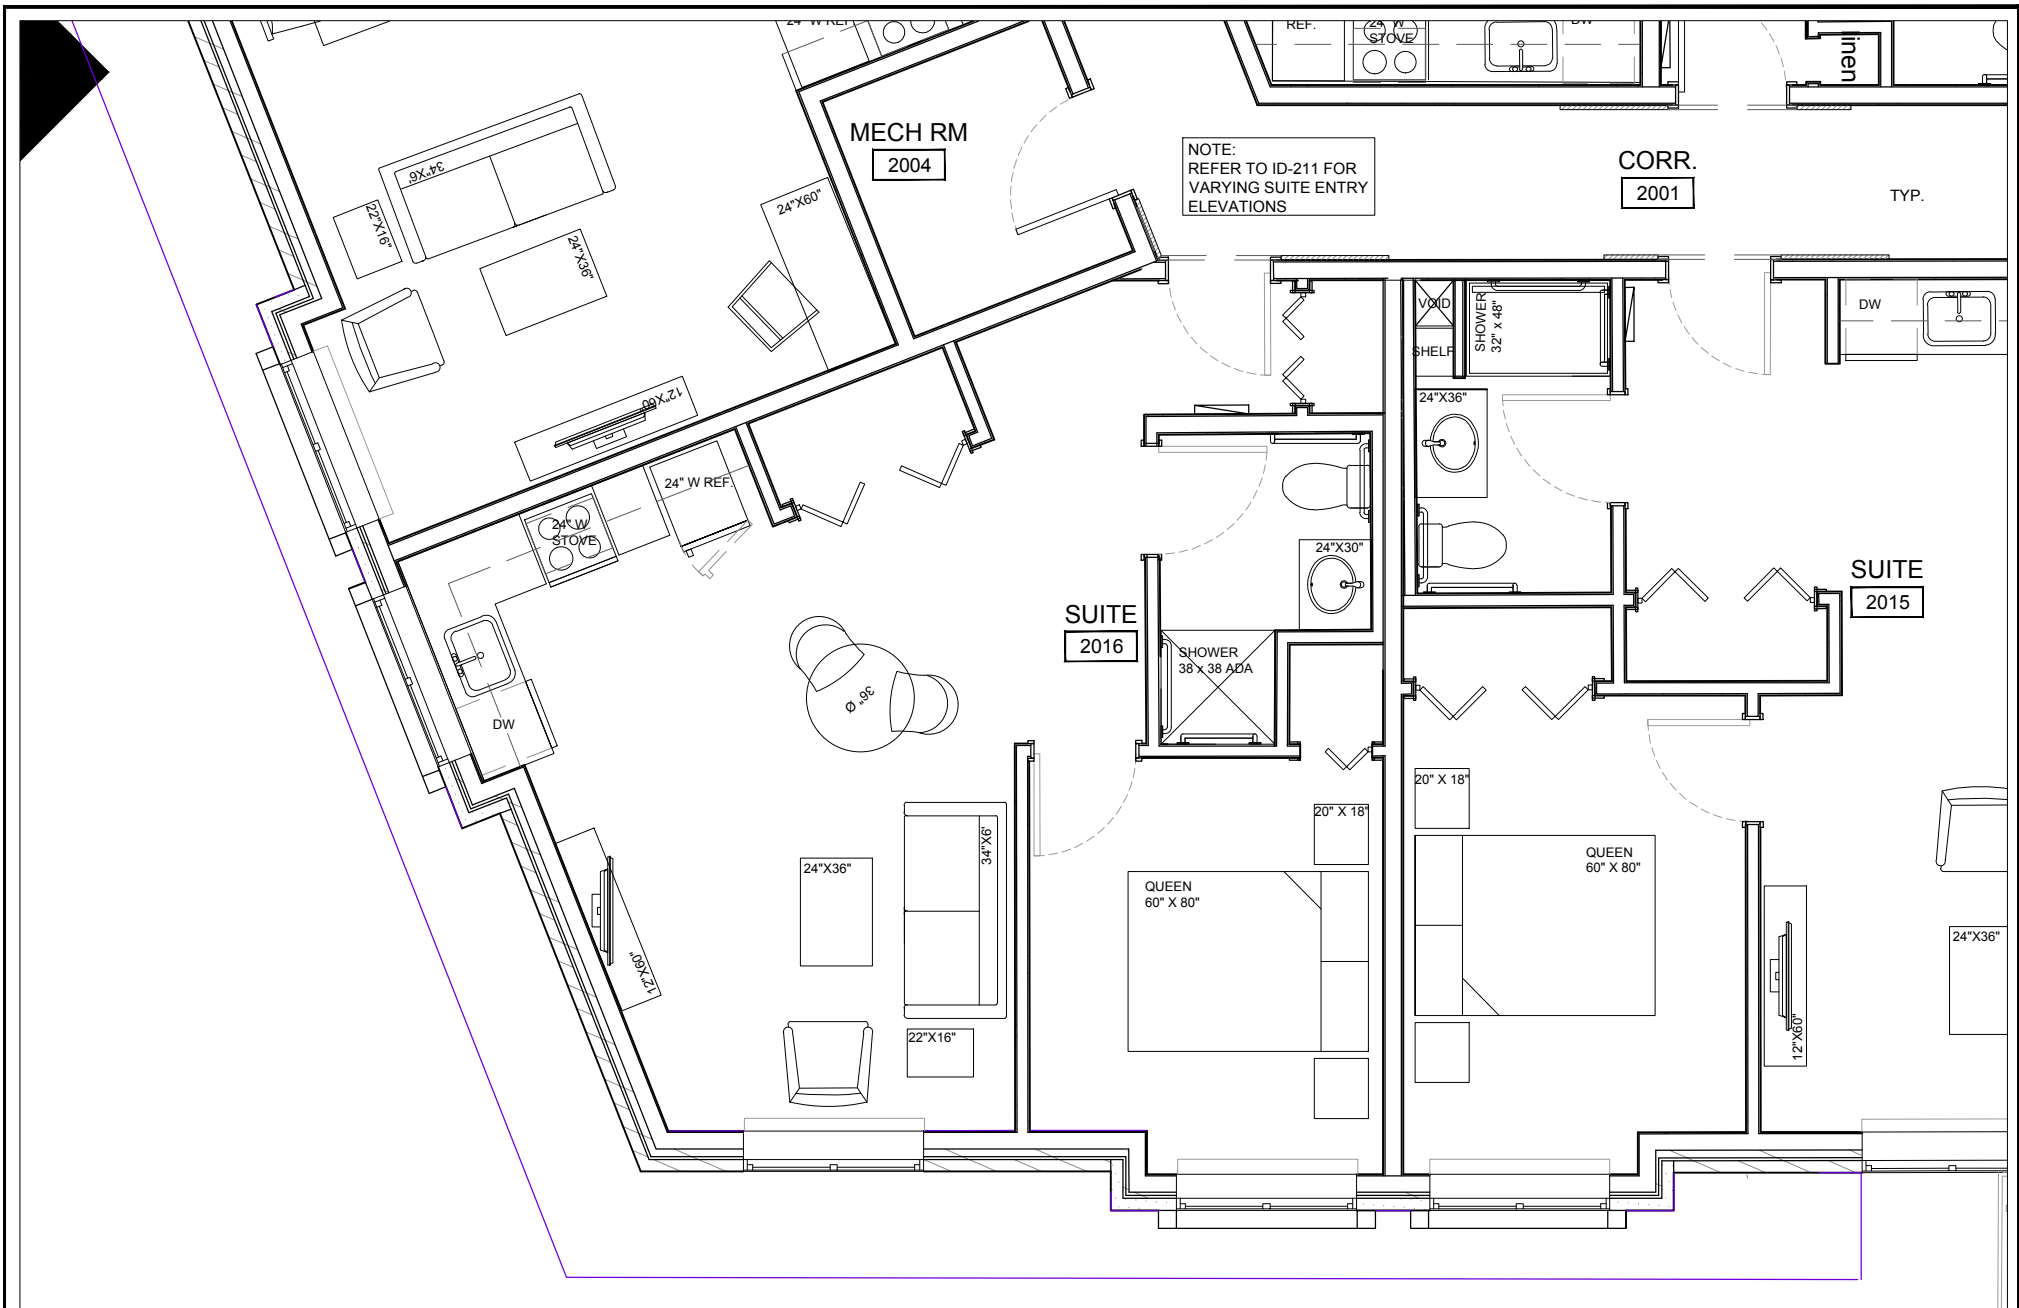 24" W REF.
REF.
24" W
STOVE
DW
linen
MECH RM
2004
NOTE:
REFER TO ID-211 FOR
VARYING SUITE ENTRY
ELEVATIONS
CORR.
2001
TYP.
34"X6'
22"X16"
24"X36"
24"X60"
12"X60"
VOID
SHELF
SHOWER
32" x 48"
DW
24"X36"
24" W REF.
24" W
STOVE
24"X30"
SUITE
2015
SUITE
2016
SHOWER
38 x 38 ADA
36" Ø
DW
20" X 18"
20" X 18"
34"X6'
24"X36"
QUEEN
60" X 80"
QUEEN
60" X 80"
12"X60"
24"X36"
22"X16"
12"X60"